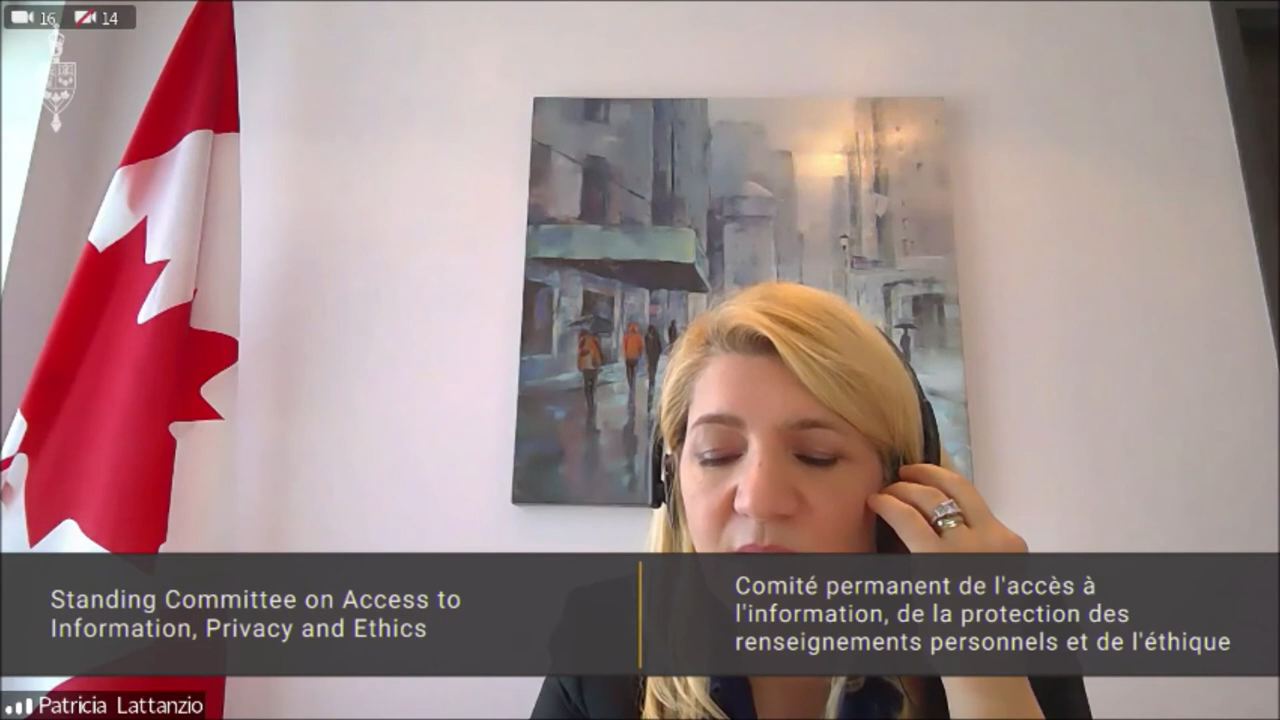 16 14
Standing Committee on Access to
Information, Privacy and Ethics
Comité permanent de l'accès à
l'information, de la protection des
renseignements personnels et de l'éthique
Patricia Lattanzio